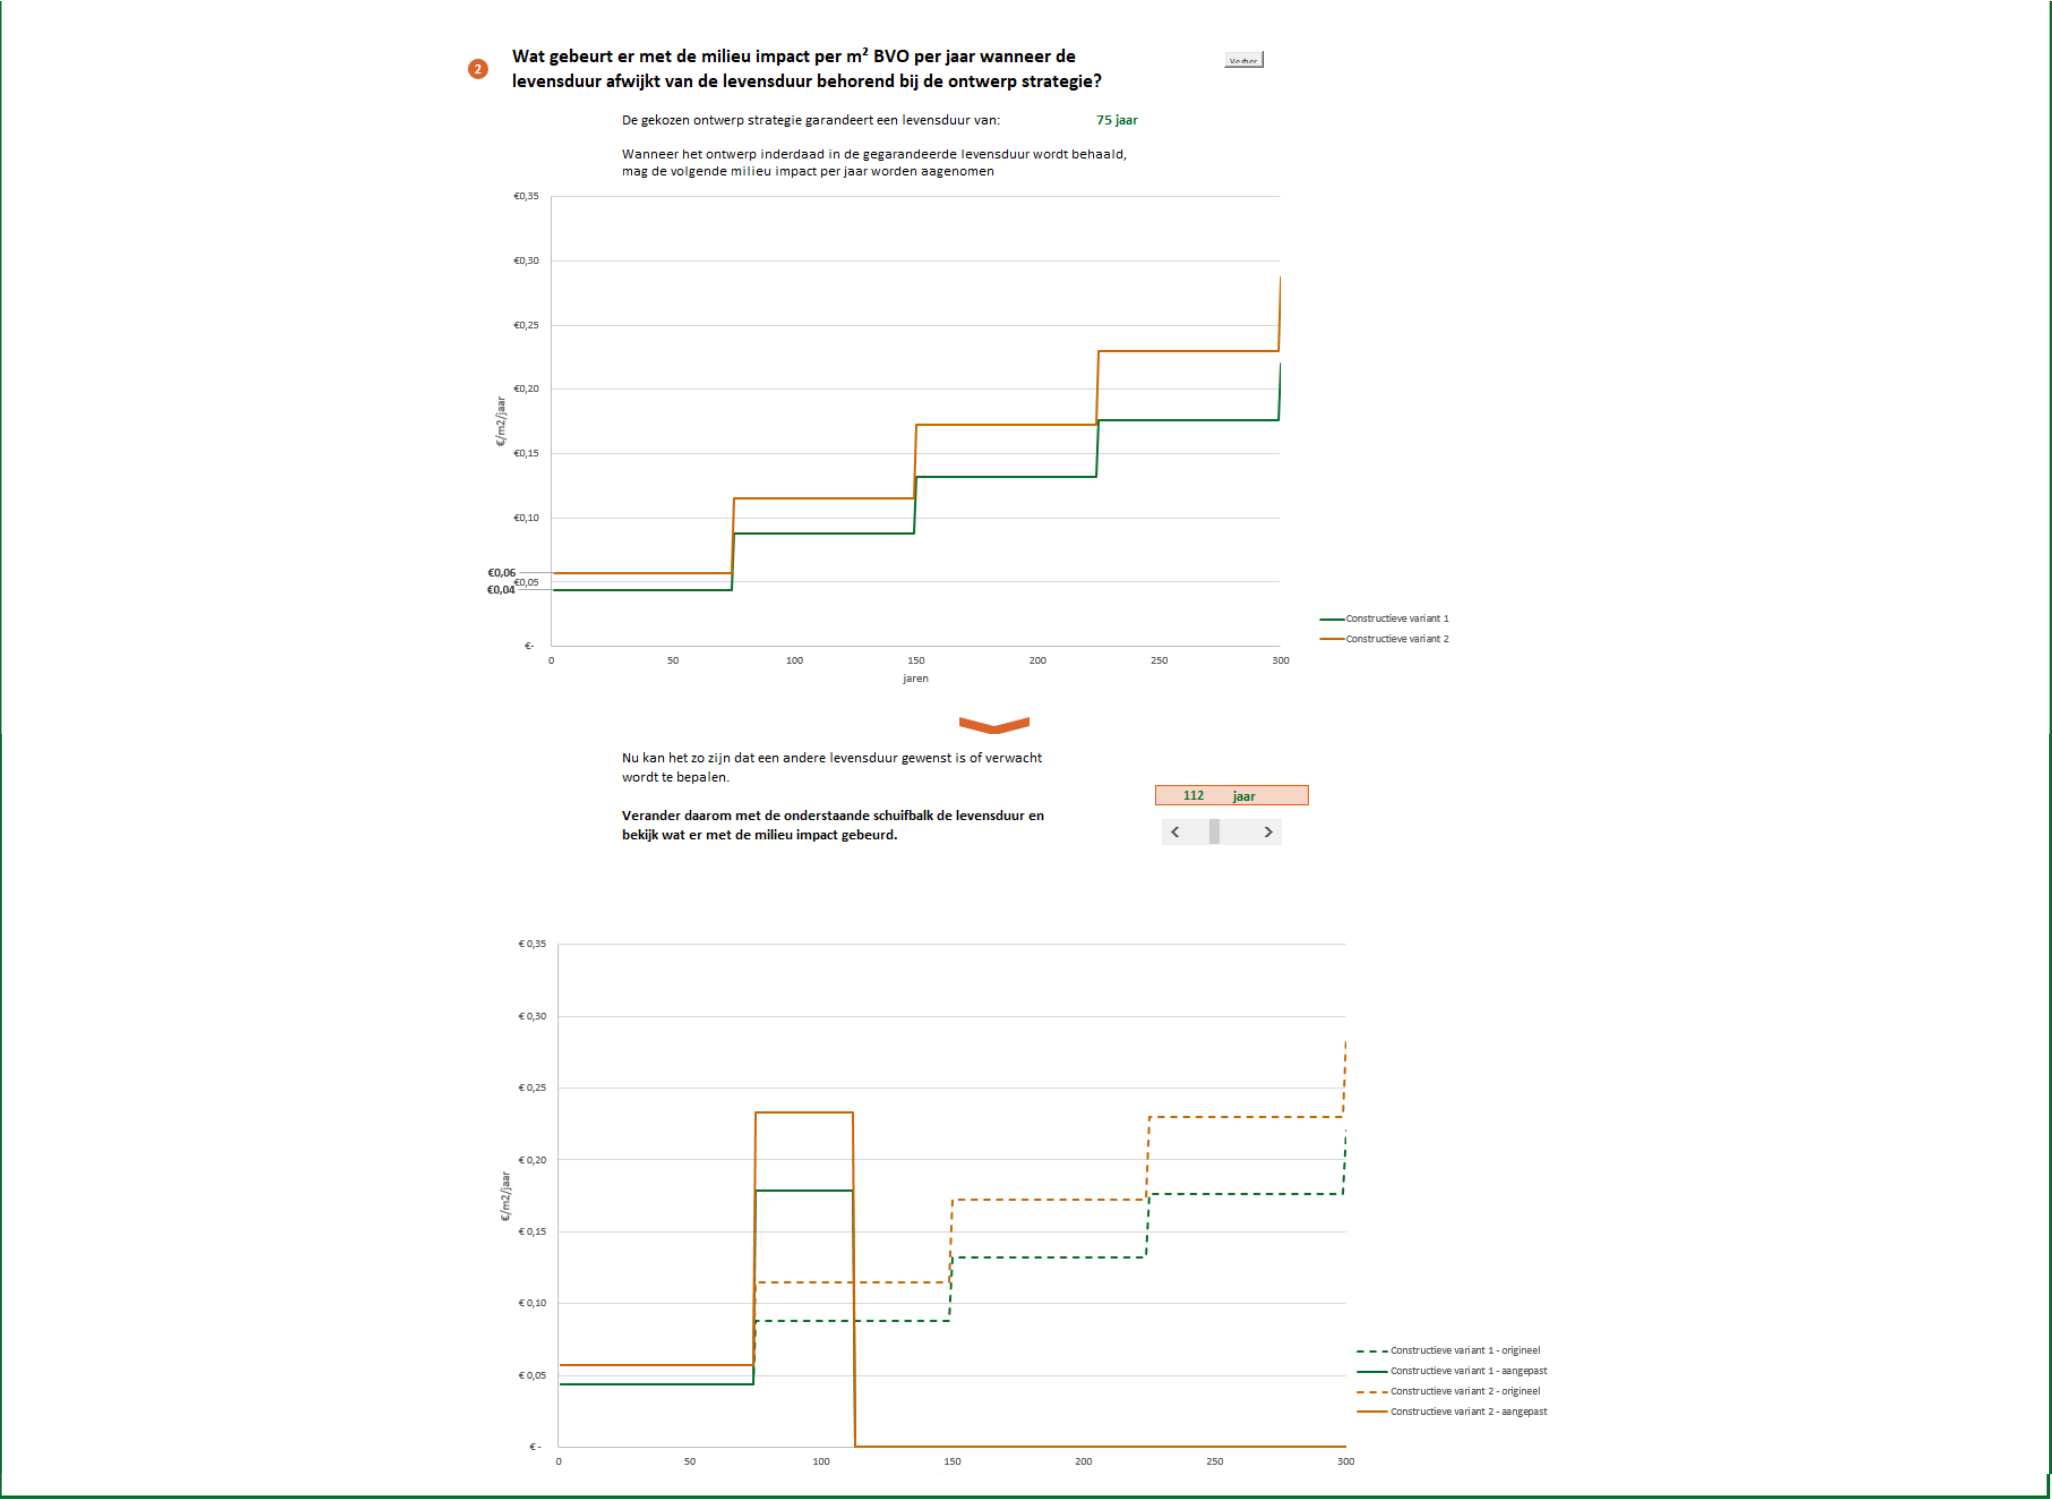 2
Wat gebeurt er met de milieu impact per m² BVO per jaar wanneer de
levensduur afwijkt van de levensduur behorend bij de ontwerp strategie?
De gekozen ontwerp strategie garandeert een levensduur van: 75 jaar
Wanneer het ontwerp inderdaad in de gegarandeerde levensduur wordt behaald,
mag de volgende milieu impact per jaar worden aagenomen
€0,35
€0,30
€0,25
€0,20
€0,15
€0,10
€0,06
€0,05
€0,04
€-
€/m2/jaar
0 50 100 150 200 250 300
jaren
Constructieve variant 1
Constructieve variant 2
Nu kan het zo zijn dat een andere levensduur gewenst is of verwacht
wordt te bepalen.
112 jaar
Verander daarom met de onderstaande schuifbalk de levensduur en
bekijk wat er met de milieu impact gebeurd.
€ 0,35
€ 0,30
€ 0,25
€ 0,20
€ 0,15
€ 0,10
€ 0,05
€ -
€/m2/jaar
0 50 100 150 200 250 300
Constructieve variant 1 - origineel
Constructieve variant 1 - aangepast
Constructieve variant 2 - origineel
Constructieve variant 2 - aangepast